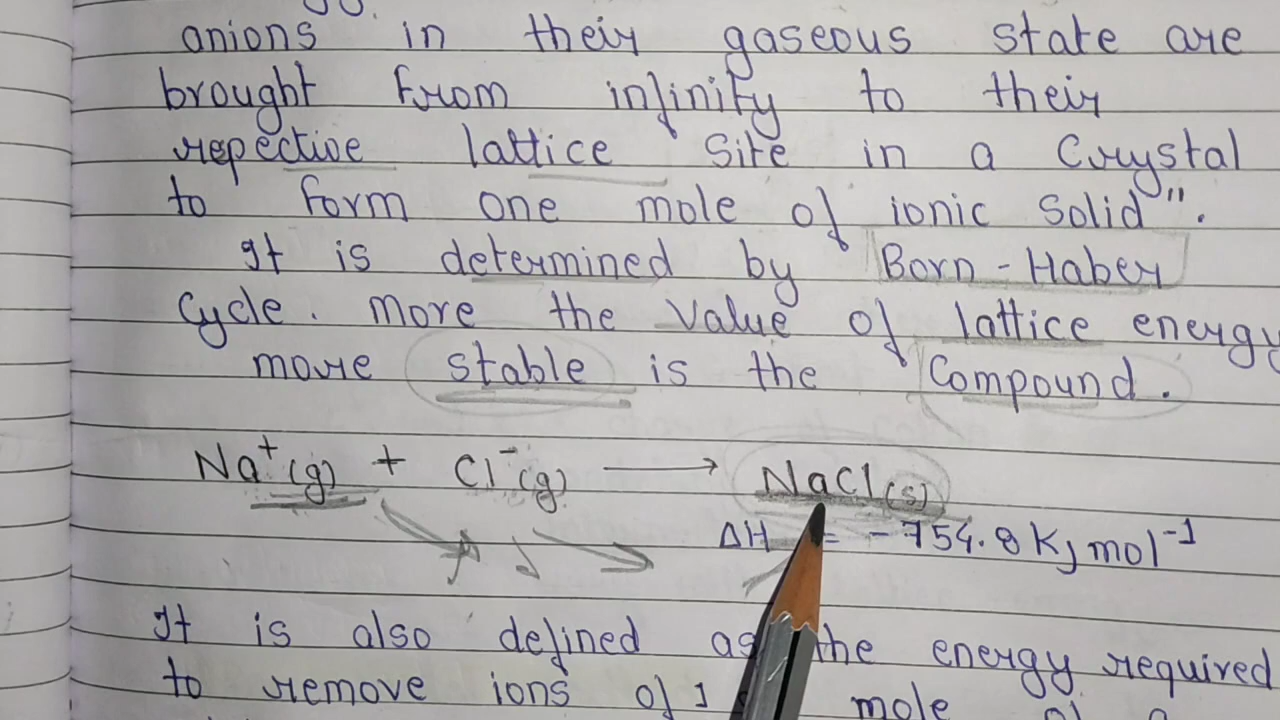 anions in their gaseous state are
brought from infinity to their
repective lattice site in a Crystal
to form one mole of ionic Solid".
It is determined by Born-Haber
Cycle. More the Value of lattice energy
more stable is the Compound.
Na⁺(g) + Cl⁻(g) ⟶ NaCl(s)
ΔH = -754.8 KJ mol⁻¹
It is also defined as the energy required
to remove ions of 1 mole of a